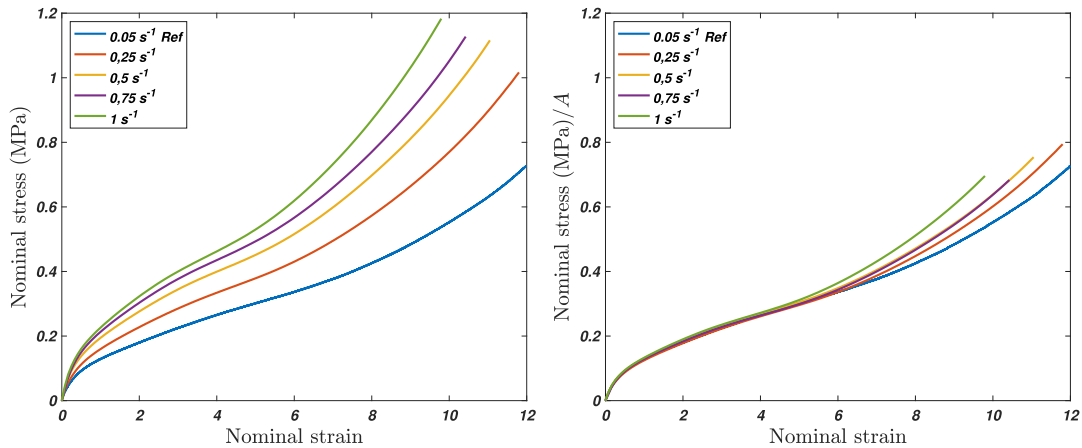 1.2
1
0.8
0.6
0.4
0.2
0
Nominal stress (MPa)
0.05 s-1 Ref
0,25 s-1
0,5 s-1
0,75 s-1
1 s-1
0 2 4 6 8 10 12
Nominal strain
1.2
1
0.8
0.6
0.4
0.2
0
Nominal stress (MPa)/A
0.05 s-1 Ref
0,25 s-1
0,5 s-1
0,75 s-1
1 s-1
0 2 4 6 8 10 12
Nominal strain